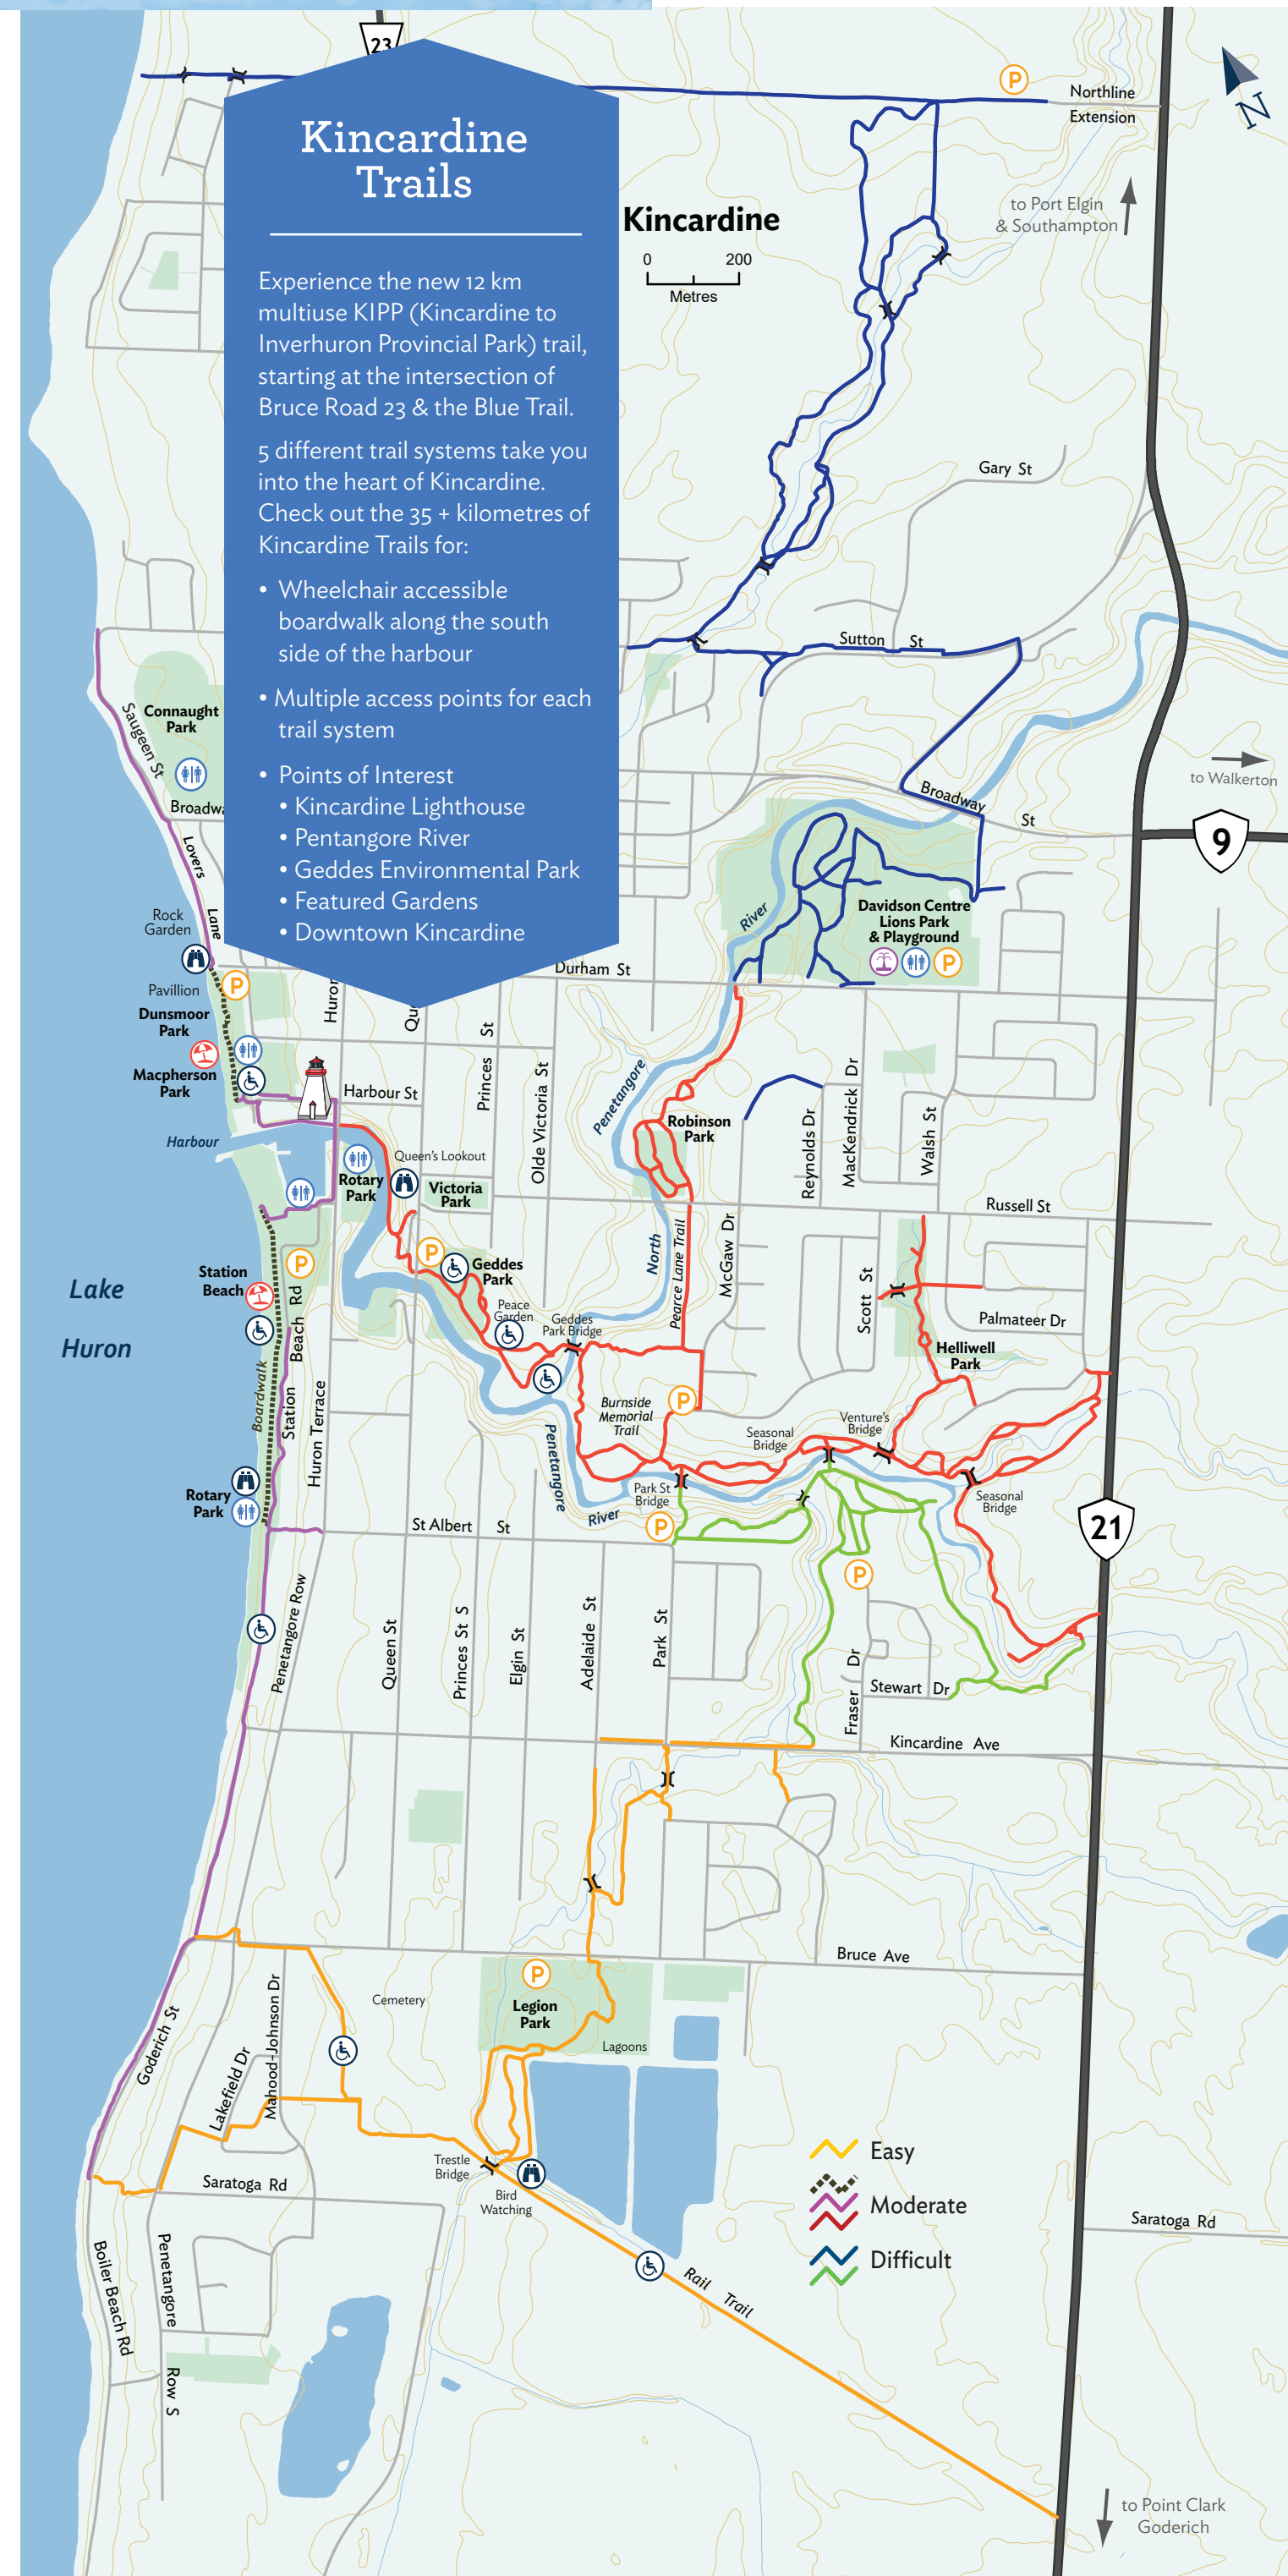 23
Kincardine
Trails
Experience the new 12 km
multiuse KIPP (Kincardine to
Inverhuron Provincial Park) trail,
starting at the intersection of
Bruce Road 23 & the Blue Trail.
5 different trail systems take you
into the heart of Kincardine.
Check out the 35 + kilometres of
Kincardine Trails for:
• Wheelchair accessible
boardwalk along the south
side of the harbour
• Multiple access points for each
trail system
• Points of Interest
• Kincardine Lighthouse
• Pentangore River
• Geddes Environmental Park
• Featured Gardens
• Downtown Kincardine
P
Northline
Extension
N
to Port Elgin
& Southampton
Kincardine
0 200
Metres
Gary St
Sutton St
Connaught
Park
Saugeen St
Broadwa
Lovers
Lane
to Walkerton
9
Broadway
St
Rock
Garden
Pavillion
P
Dunsmoor
Park
Macpherson
Park
Harbour
Huron
Qu
Durham St
River
Davidson Centre
Lions Park
& Playground
P
Harbour St
Princes St
Olde Victoria St
Penetangore
Robinson
Park
Reynolds Dr
MacKendrick Dr
Walsh St
Queen's Lookout
Rotary
Park
Victoria
Park
Russell St
North
Pearce Lane Trail
McGaw Dr
P
Geddes
Park
Peace
Garden
Geddes
Park Bridge
Scott St
Palmateer Dr
Helliwell
Park
Lake
Huron
Station
Beach
P
Station Beach Rd
Boardwalk
Huron Terrace
Burnside
Memorial
Trail
P
Seasonal
Bridge
Venture's
Bridge
Seasonal
Bridge
Rotary
Park
Penetangore
River
Park St
Bridge
P
St Albert St
21
P
Penetangore Row
Queen St
Princes St S
Elgin St
Adelaide St
Park St
Fraser Dr
Stewart Dr
Kincardine Ave
Bruce Ave
P
Legion
Park
Cemetery
Lagoons
Goderich St
Lakefield Dr
Mahood-Johnson Dr
Trestle
Bridge
Bird
Watching
Saratoga Rd
Easy
Moderate
Difficult
Saratoga Rd
Boiler Beach Rd
Penetangore
Row S
Rail Trail
to Point Clark
Goderich